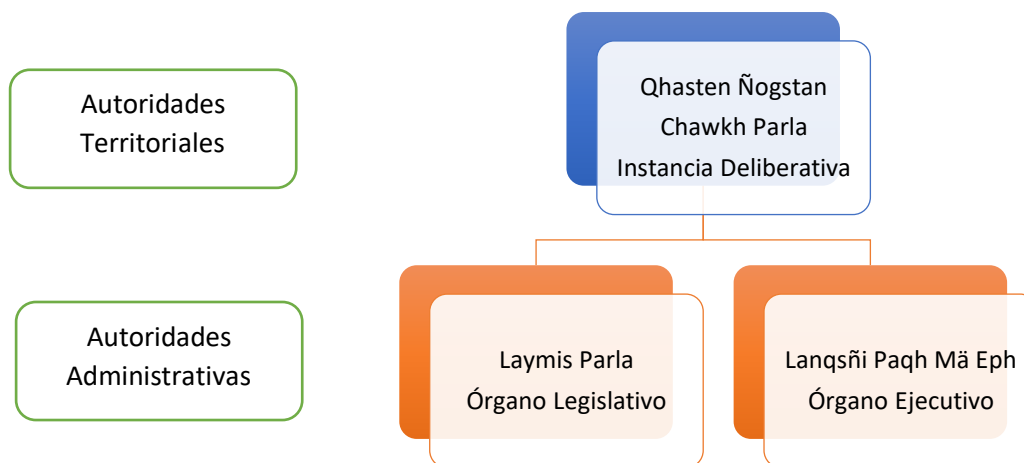 Autoridades
Territoriales
Qhasten Ñogstan
Chawkh Parla
Instancia Deliberativa
Autoridades
Administrativas
Laymis Parla
Órgano Legislativo
Lanqsñi Paqh Mä Eph
Órgano Ejecutivo